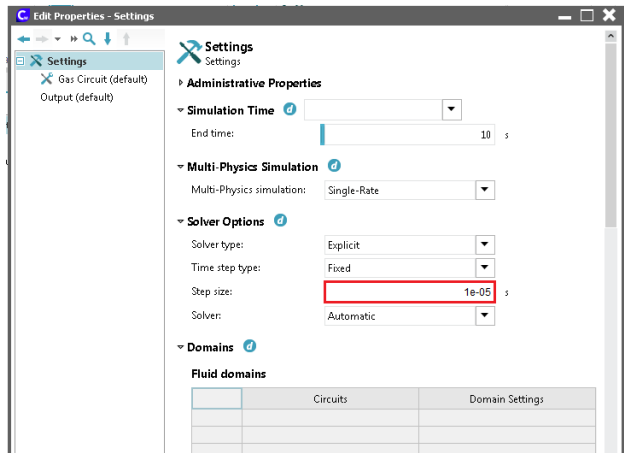 Edit Properties - Settings
Settings
Gas Circuit (default)
Output (default)
Settings
Settings
Administrative Properties
Simulation Time d
End time: 10 s
Multi-Physics Simulation d
Multi-Physics simulation: Single-Rate
Solver Options d
Solver type: Explicit
Time step type: Fixed
Step size: 1e-05 s
Solver: Automatic
Domains d
Fluid domains
Circuits Domain Settings